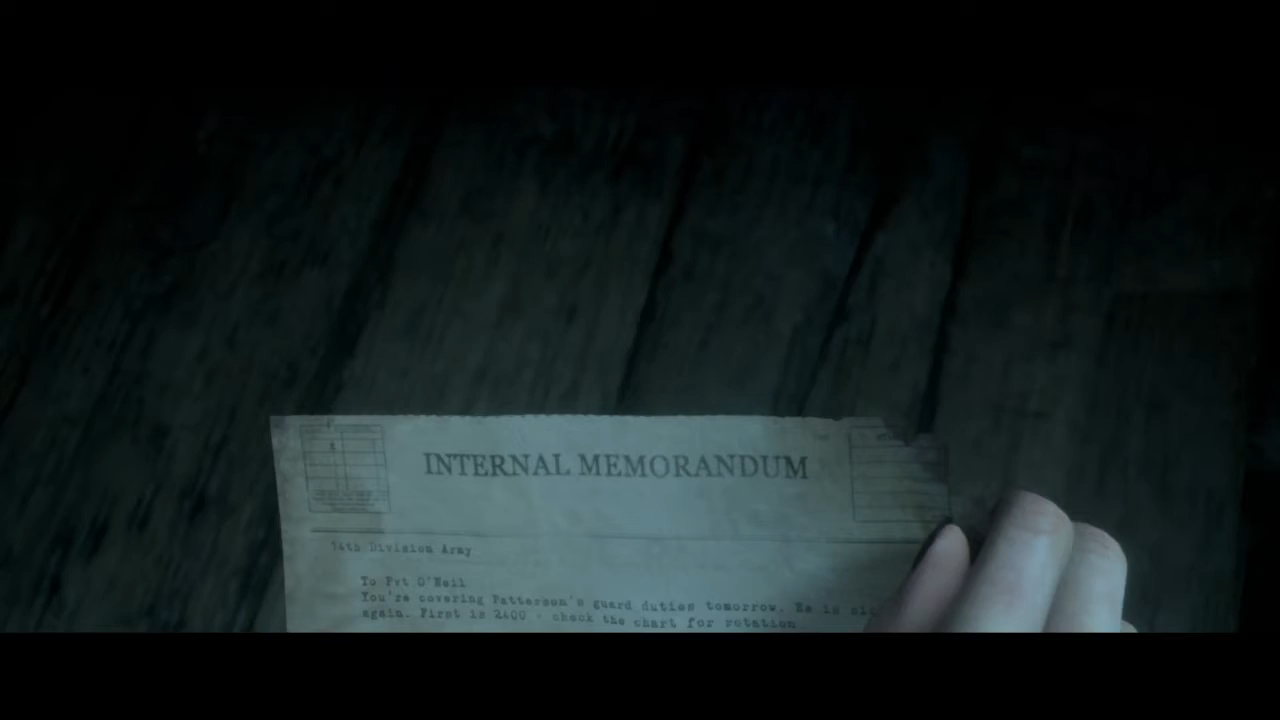 INTERNAL MEMORANDUM
74th Division Army
To Pvt O'Neil
You're covering Patterson's guard duties tomorrow. He is
again. First is 2400 - check the chart for rotation